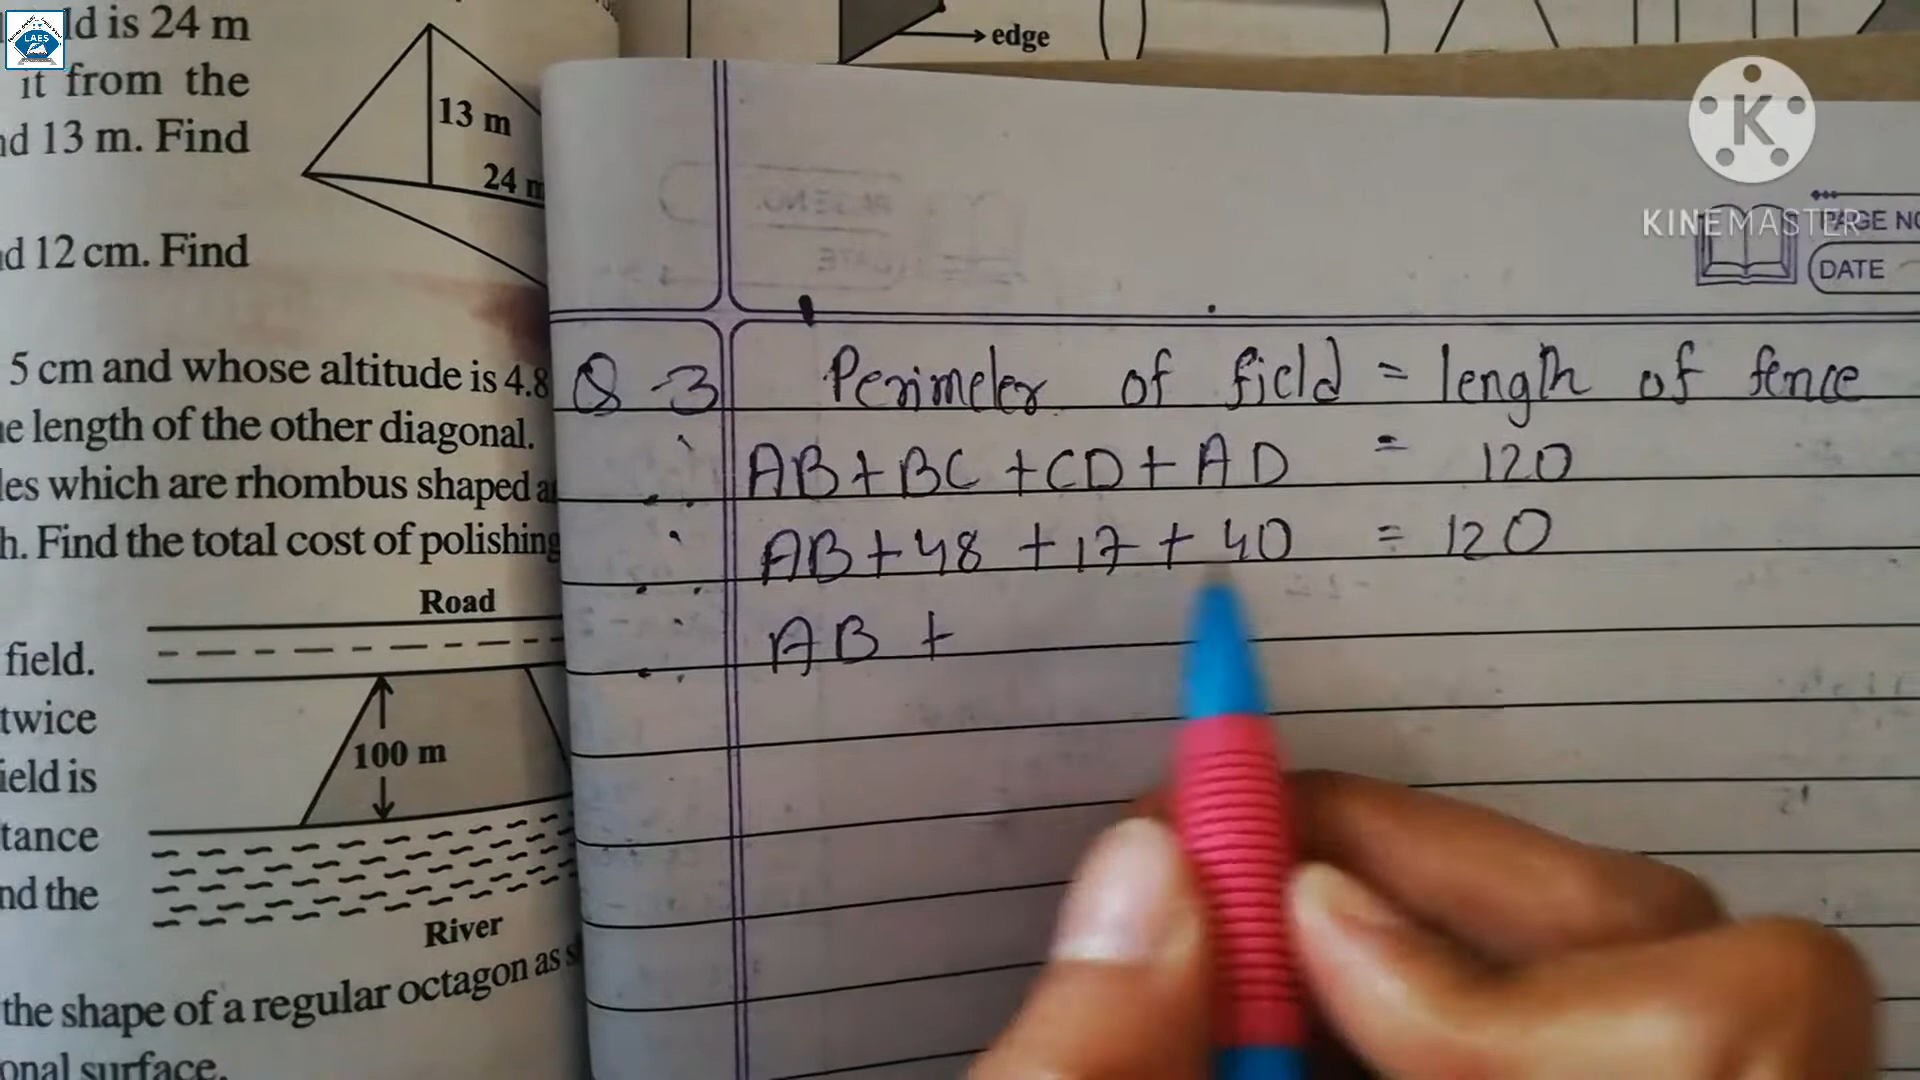 LAES
ld is 24 m
it from the
nd 13 m. Find
13 m
24 m
d 12 cm. Find
edge
KINEMASTER
PAGE NO
DATE
5 cm and whose altitude is 4.8
e length of the other diagonal.
les which are rhombus shaped a
h. Find the total cost of polishing
Road
field.
twice
ield is
tance
nd the
100 m
River
the shape of a regular octagon as s
onal surface.
Q-3 Perimeter of field = length of fence
∴ AB + BC + CD + AD = 120
∴ AB + 48 + 17 + 40 = 120
∴ AB +